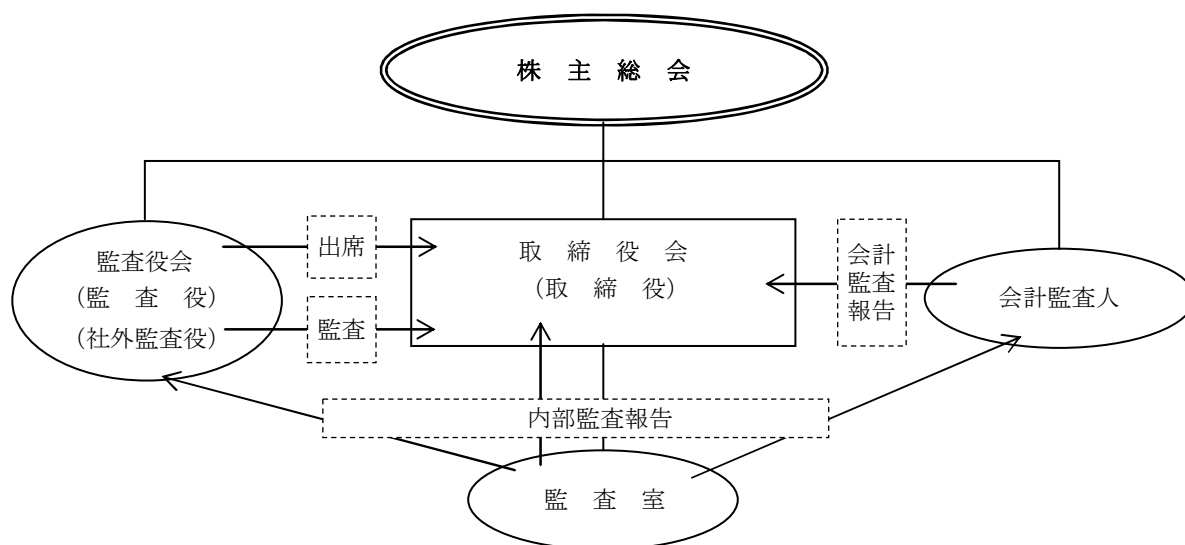 株 主 総 会
監査役会
(監 査 役)
(社外監査役)
出席
監査
取 締 役 会
(取 締 役)
会計
監査
報告
会計監査人
内部監査報告
監 査 室